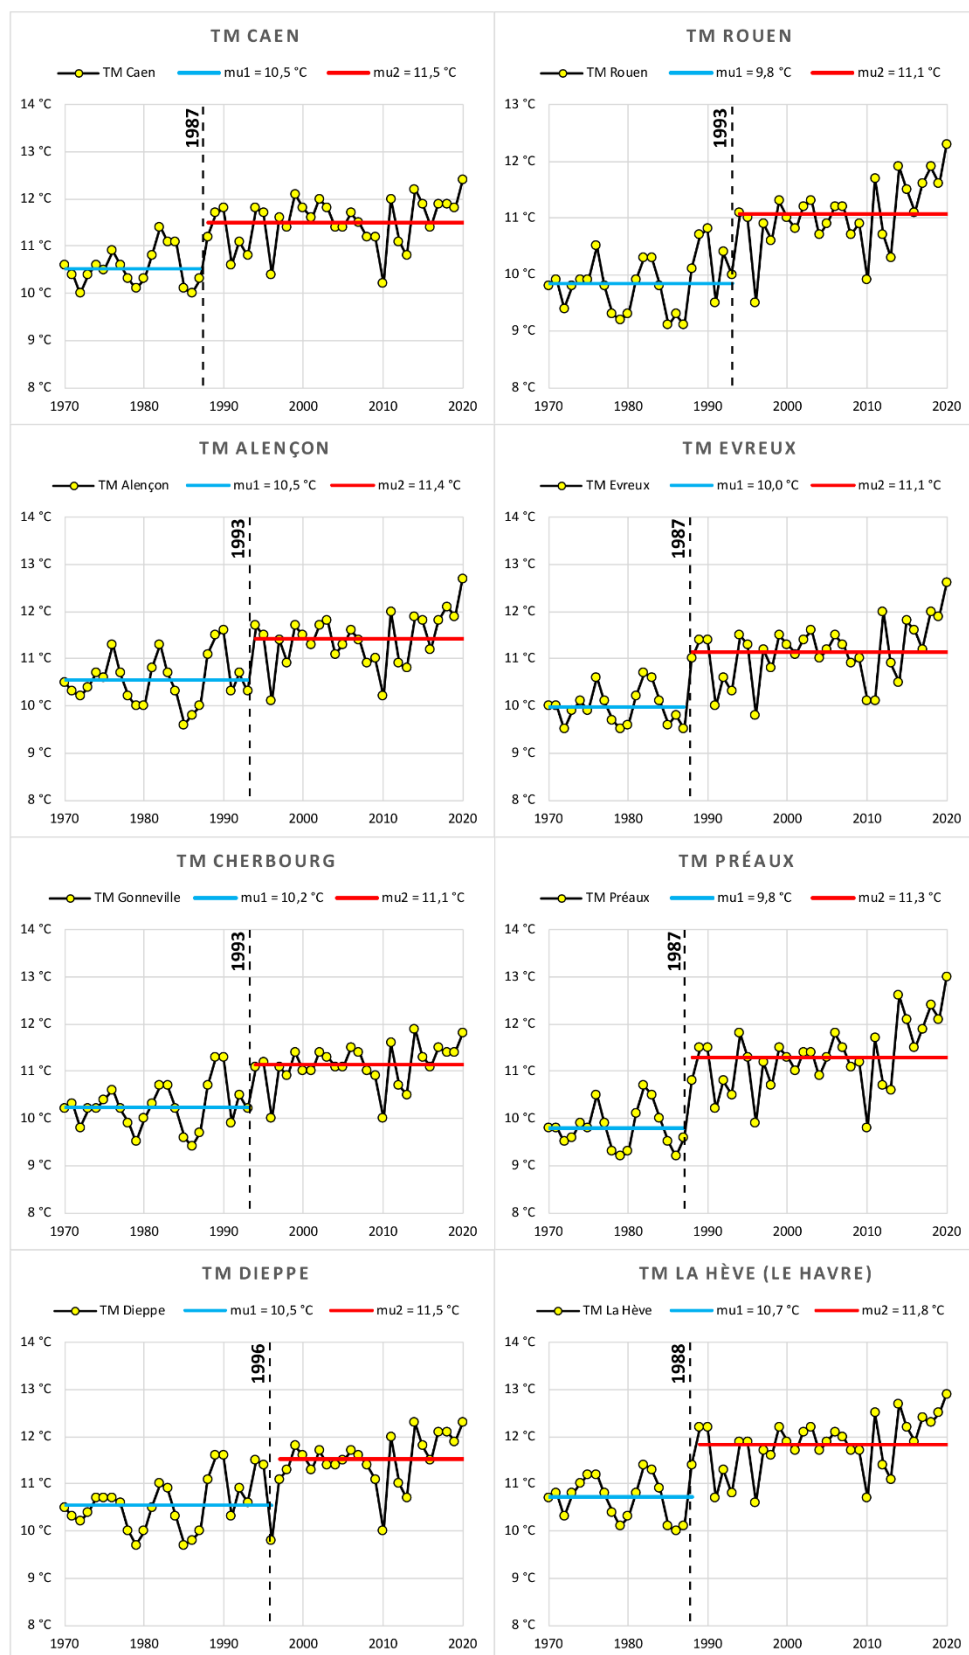 TM CAEN
TM Caen mu1 = 10,5 °C mu2 = 11,5 °C
14 °C
13 °C
12 °C
11 °C
10 °C
9 °C
8 °C
1987
1970 1980 1990 2000 2010 2020
TM ROUEN
TM Rouen mu1 = 9,8 °C mu2 = 11,1 °C
13 °C
12 °C
11 °C
10 °C
9 °C
8 °C
1993
1970 1980 1990 2000 2010 2020
TM ALENÇON
TM Alençon mu1 = 10,5 °C mu2 = 11,4 °C
14 °C
13 °C
12 °C
11 °C
10 °C
9 °C
8 °C
1993
1970 1980 1990 2000 2010 2020
TM EVREUX
TM Evreux mu1 = 10,0 °C mu2 = 11,1 °C
14 °C
13 °C
12 °C
11 °C
10 °C
9 °C
8 °C
1987
1970 1980 1990 2000 2010 2020
TM CHERBOURG
TM Gonneville mu1 = 10,2 °C mu2 = 11,1 °C
14 °C
13 °C
12 °C
11 °C
10 °C
9 °C
8 °C
1993
1970 1980 1990 2000 2010 2020
TM PRÉAUX
TM Préaux mu1 = 9,8 °C mu2 = 11,3 °C
14 °C
13 °C
12 °C
11 °C
10 °C
9 °C
8 °C
1987
1970 1980 1990 2000 2010 2020
TM DIEPPE
TM Dieppe mu1 = 10,5 °C mu2 = 11,5 °C
14 °C
13 °C
12 °C
11 °C
10 °C
9 °C
8 °C
1996
1970 1980 1990 2000 2010 2020
TM LA HÈVE (LE HAVRE)
TM La Hève mu1 = 10,7 °C mu2 = 11,8 °C
14 °C
13 °C
12 °C
11 °C
10 °C
9 °C
8 °C
1988
1970 1980 1990 2000 2010 2020